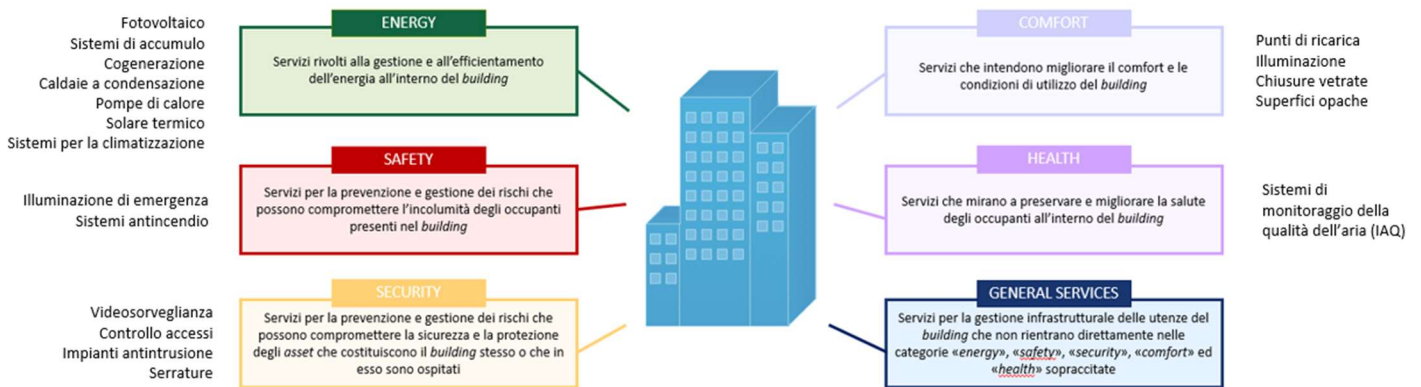 Fotovoltaico
Sistemi di accumulo
Cogenerazione
Caldaie a condensazione
Pompe di calore
Solare termico
Sistemi per la climatizzazione
ENERGY
Servizi rivolti alla gestione e all'efficientamento
dell'energia all'interno del building
Illuminazione di emergenza
Sistemi antincendio
SAFETY
Servizi per la prevenzione e gestione dei rischi che
possono compromettere l'incolumità degli occupanti
presenti nel building
Videosorveglianza
Controllo accessi
Impianti antintrusione
Serrature
SECURITY
Servizi per la prevenzione e gestione dei rischi che
possono compromettere la sicurezza e la protezione
degli asset che costituiscono il building stesso o che in
esso sono ospitati
COMFORT
Servizi che intendono migliorare il comfort e le
condizioni di utilizzo del building
Punti di ricarica
Illuminazione
Chiusure vetrate
Superfici opache
HEALTH
Servizi che mirano a preservare e migliorare la salute
degli occupanti all'interno del building
Sistemi di
monitoraggio della
qualità dell'aria (IAQ)
GENERAL SERVICES
Servizi per la gestione infrastrutturale delle utenze del
building che non rientrano direttamente nelle
categorie «energy», «safety», «security», «comfort» ed
«health» sopraccitate